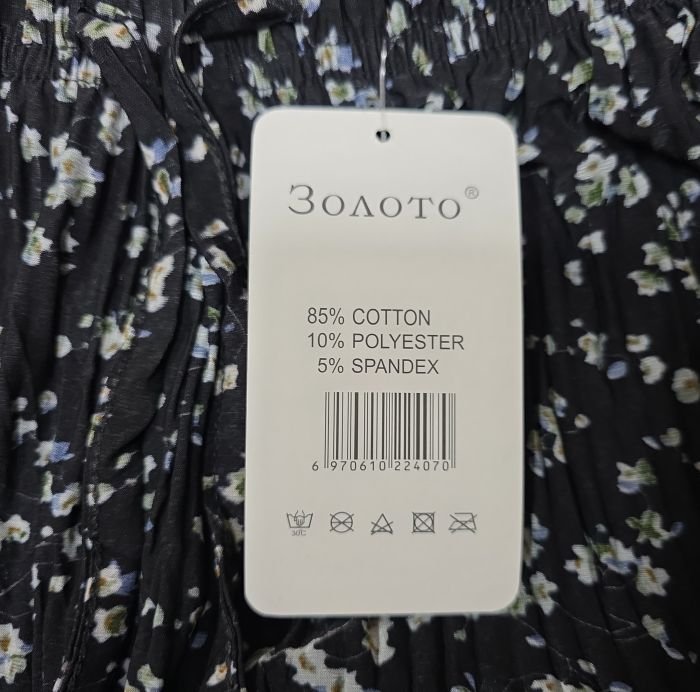 Золото®
85% COTTON
10% POLYESTER
5% SPANDEX
6 970610 224070
30°C